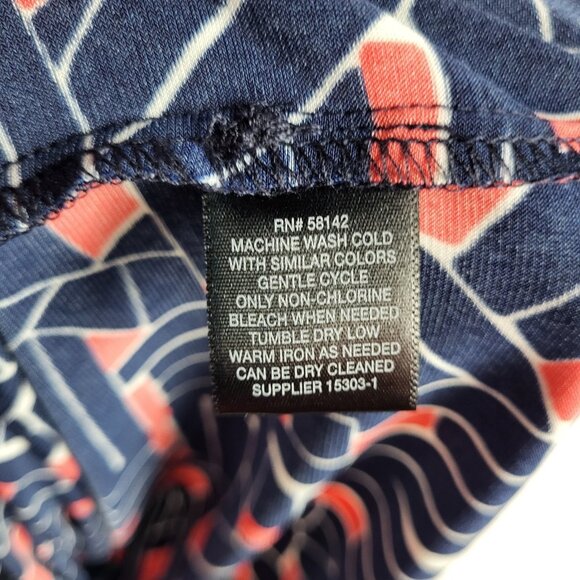 RN# 58142
MACHINE WASH COLD
WITH SIMILAR COLORS
GENTLE CYCLE
ONLY NON-CHLORINE
BLEACH WHEN NEEDED
TUMBLE DRY LOW
WARM IRON AS NEEDED
CAN BE DRY CLEANED
SUPPLIER 15303-1